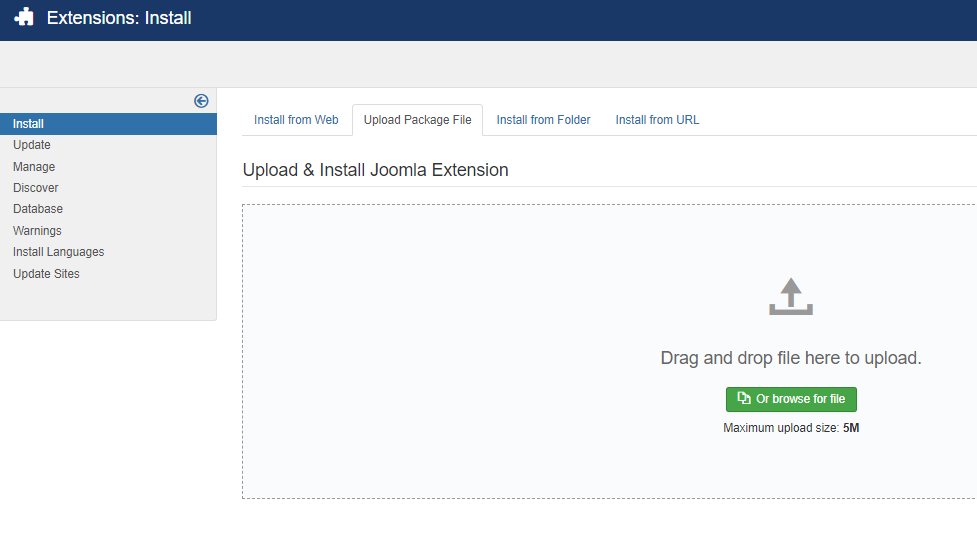 Extensions: Install
Install
Update
Manage
Discover
Database
Warnings
Install Languages
Update Sites
Install from Web
Upload Package File
Install from Folder
Install from URL
Upload & Install Joomla Extension
Drag and drop file here to upload.
Or browse for file
Maximum upload size: 5M